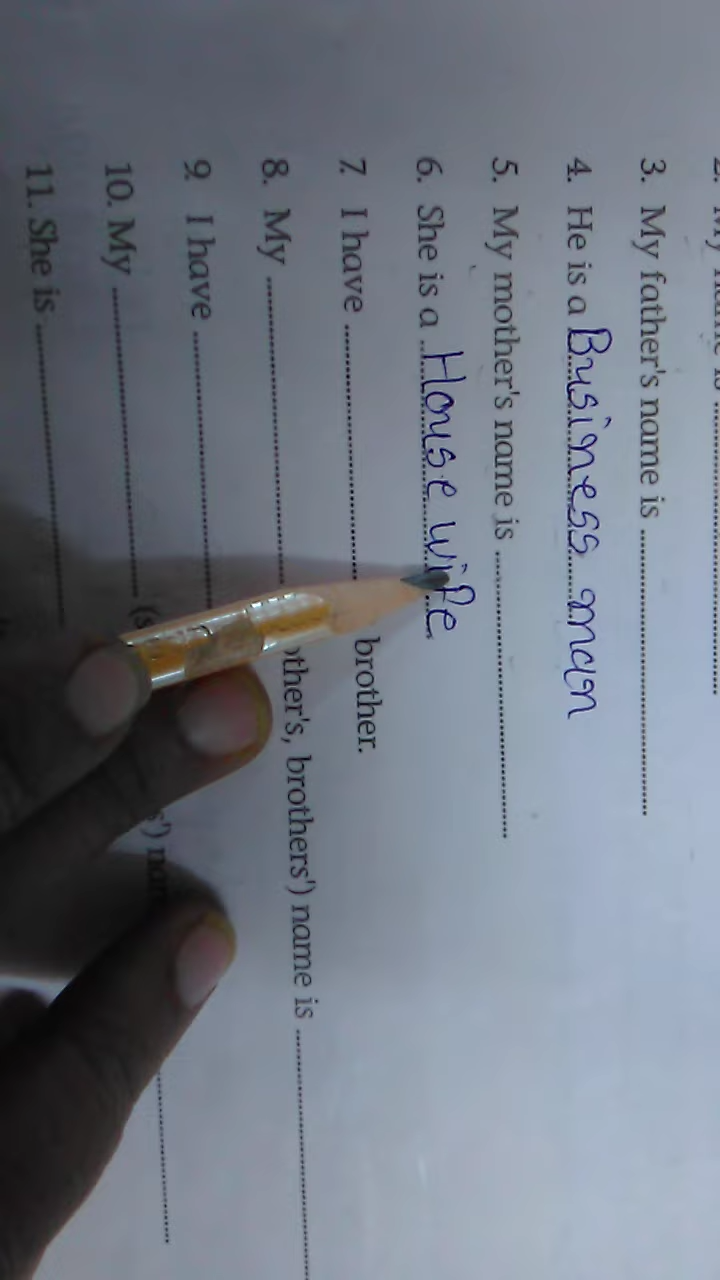 3. My father's name is
4. He is a Business man
5. My mother's name is
6. She is a House wife
7. I have brother.
8. My other's, brothers') name is
9. I have
10. My (s
11. She is